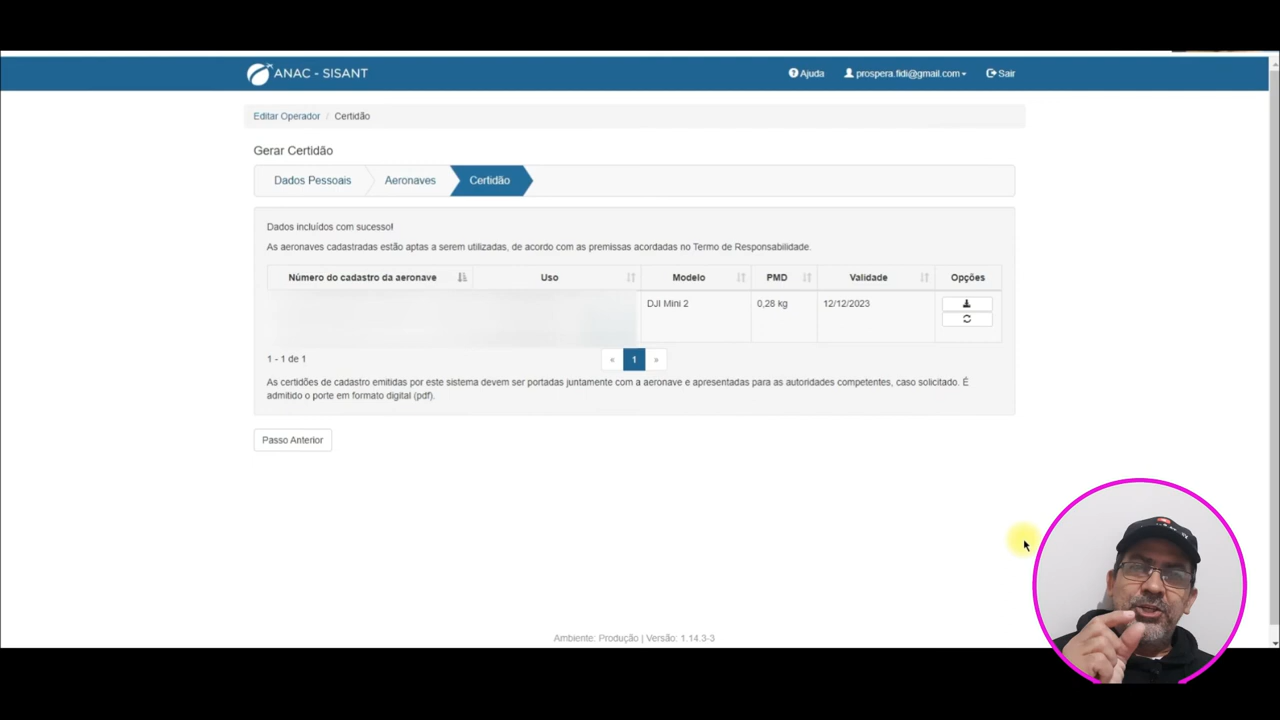 ANAC - SISANT
Ajuda
prospera.fidi@gmail.com
Sair
Editar Operador / Certidão
Gerar Certidão
Dados Pessoais
Aeronaves
Certidão
Dados incluídos com sucesso!
As aeronaves cadastradas estão aptas a serem utilizadas, de acordo com as premissas acordadas no Termo de Responsabilidade.
Número do cadastro da aeronave
Uso
Modelo
PMD
Validade
Opções
DJI Mini 2
0,28 kg
12/12/2023
1 - 1 de 1
« 1 »
As certidões de cadastro emitidas por este sistema devem ser portadas juntamente com a aeronave e apresentadas para as autoridades competentes, caso solicitado. É
admitido o porte em formato digital (pdf).
Passo Anterior
Ambiente: Produção | Versão: 1.14.3-3